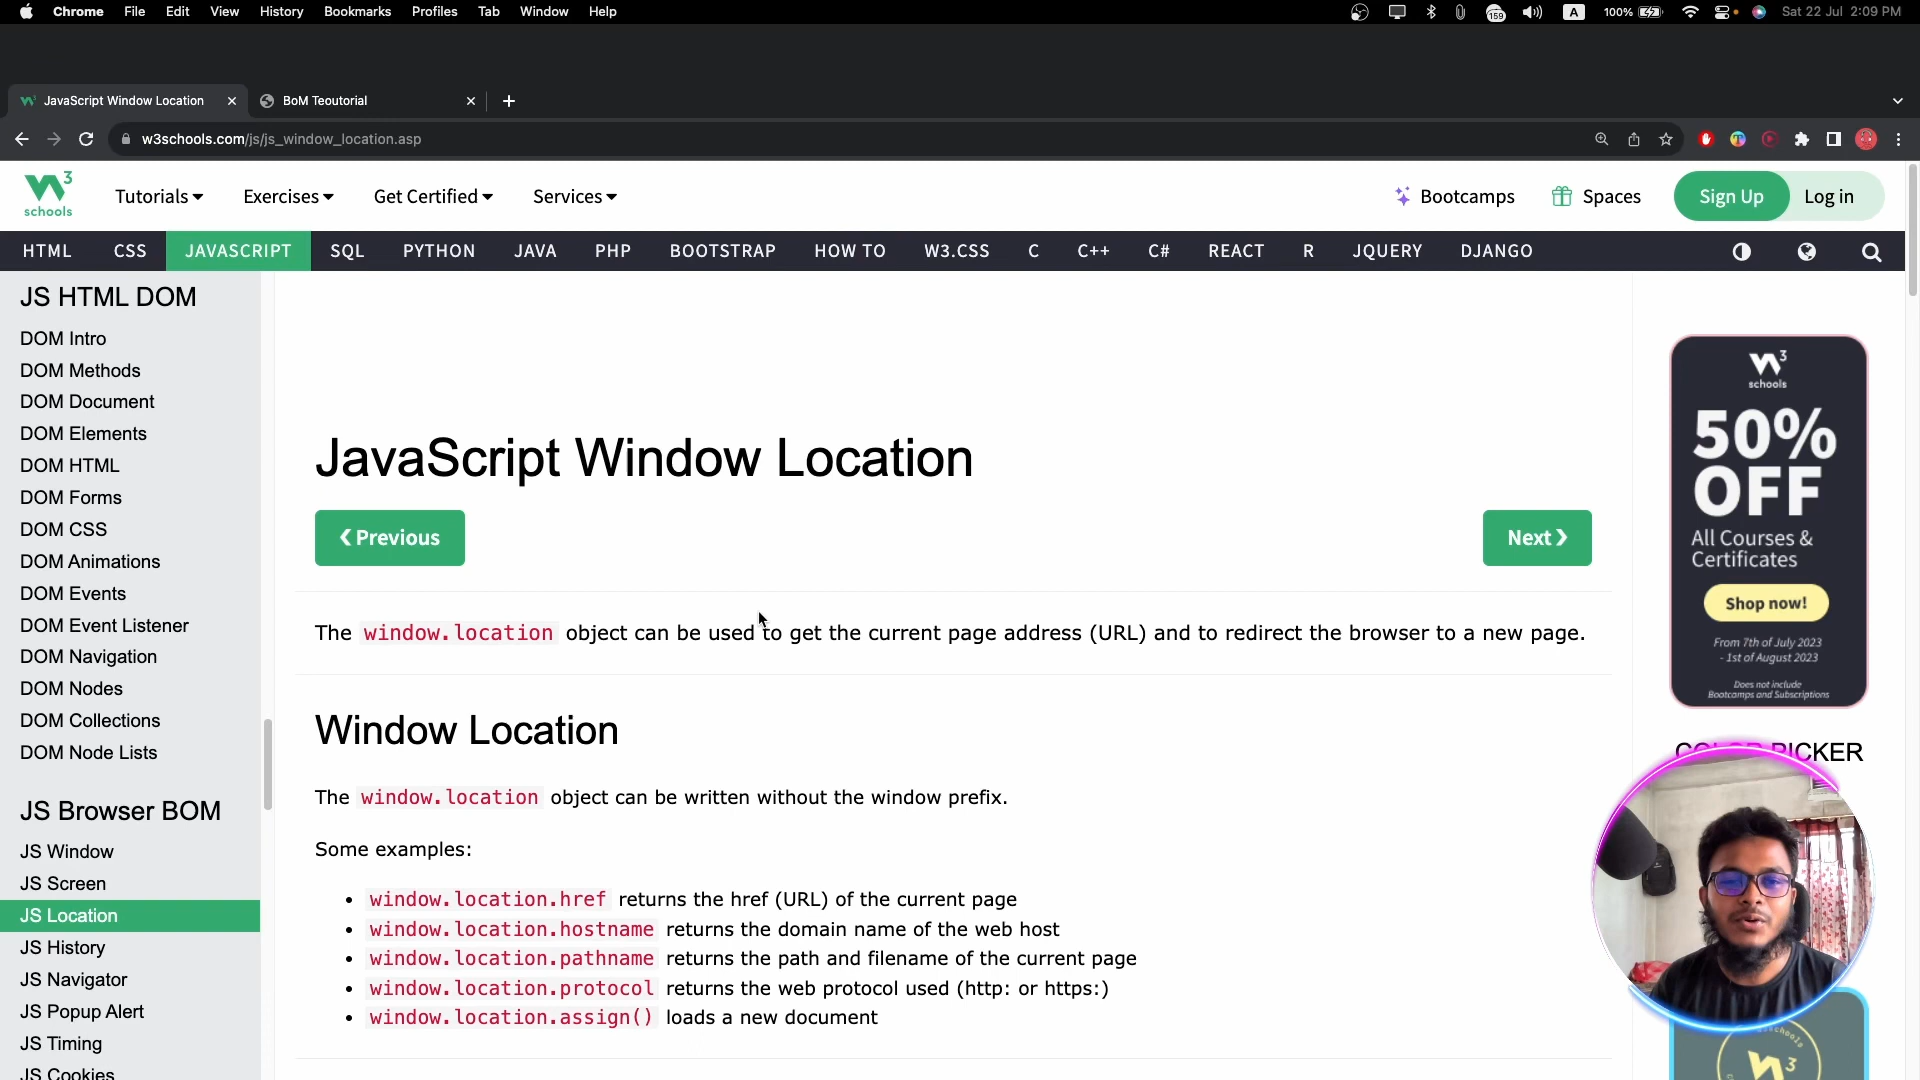 Chrome File Edit View History Bookmarks Profiles Tab Window Help
159 A 100% Sat 22 Jul 2:09 PM
JavaScript Window Location
BoM Teoutorial
w3schools.com/js/js_window_location.asp
W3 schools
Tutorials Exercises Get Certified Services
Bootcamps Spaces Sign Up Log in
HTML CSS JAVASCRIPT SQL PYTHON JAVA PHP BOOTSTRAP HOW TO W3.CSS C C++ C# REACT R JQUERY DJANGO
JS HTML DOM
DOM Intro
DOM Methods
DOM Document
DOM Elements
DOM HTML
DOM Forms
DOM CSS
DOM Animations
DOM Events
DOM Event Listener
DOM Navigation
DOM Nodes
DOM Collections
DOM Node Lists
JS Browser BOM
JS Window
JS Screen
JS Location
JS History
JS Navigator
JS Popup Alert
JS Timing
JS Cookies
JavaScript Window Location
❮ Previous
Next ❯
The window.location object can be used to get the current page address (URL) and to redirect the browser to a new page.
Window Location
The window.location object can be written without the window prefix.
Some examples:
• window.location.href returns the href (URL) of the current page
• window.location.hostname returns the domain name of the web host
• window.location.pathname returns the path and filename of the current page
• window.location.protocol returns the web protocol used (http: or https:)
• window.location.assign() loads a new document
W3 schools
50%
OFF
All Courses &
Certificates
Shop now!
From 7th of July 2023
- 1st of August 2023
Does not include
Bootcamps and Subscriptions
COLOR PICKER